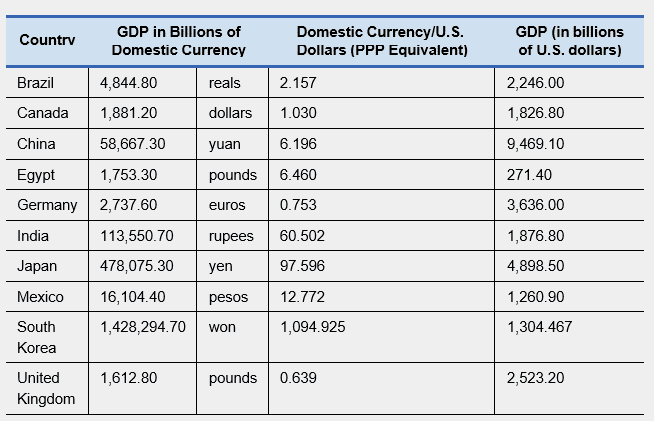 Country
GDP in Billions of
Domestic Currency
Domestic Currency/U.S.
Dollars (PPP Equivalent)
GDP (in billions
of U.S. dollars)
Brazil 4,844.80 reals 2.157 2,246.00
Canada 1,881.20 dollars 1.030 1,826.80
China 58,667.30 yuan 6.196 9,469.10
Egypt 1,753.30 pounds 6.460 271.40
Germany 2,737.60 euros 0.753 3,636.00
India 113,550.70 rupees 60.502 1,876.80
Japan 478,075.30 yen 97.596 4,898.50
Mexico 16,104.40 pesos 12.772 1,260.90
South 1,428,294.70 won 1,094.925 1,304.467
Korea
United 1,612.80 pounds 0.639 2,523.20
Kingdom